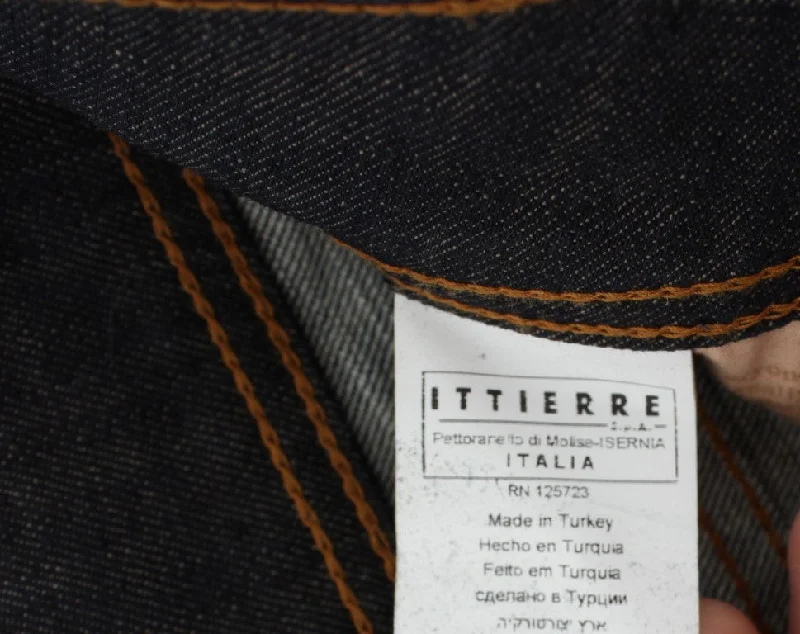 ITTIERRE
S.p.A.
Pettoranello di Molise-ISERNIA
ITALIA
RN 125723
Made in Turkey
Hecho en Turquia
Feito em Turquia
сделано в Турции
ארץ